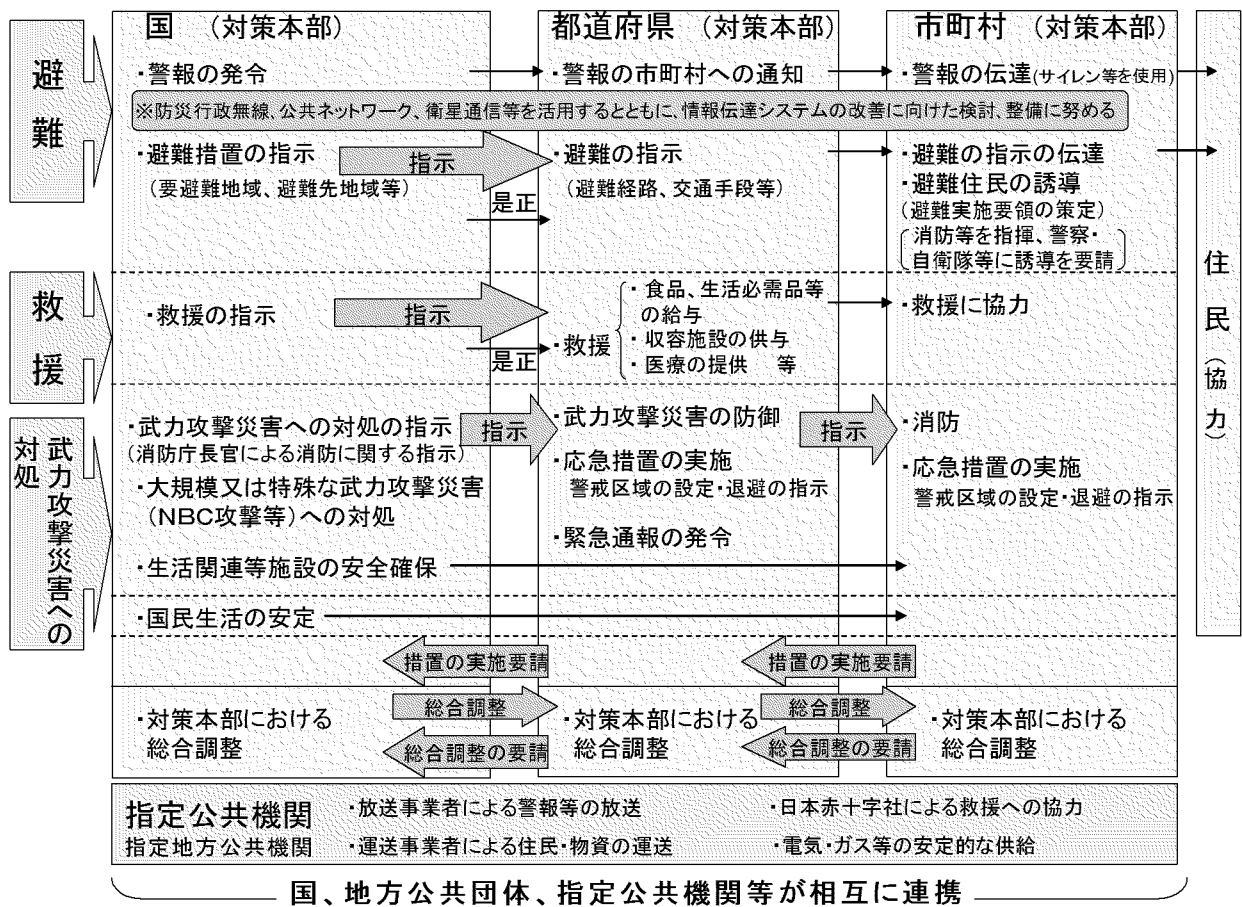 国 (対策本部)
都道府県 (対策本部)
市町村 (対策本部)
避難
・警報の発令
・警報の市町村への通知
・警報の伝達(サイレン等を使用)
※防災行政無線、公共ネットワーク、衛星通信等を活用するとともに、情報伝達システムの改善に向けた検討、整備に努める
・避難措置の指示
(要避難地域、避難先地域等)
指示
是正
・避難の指示
(避難経路、交通手段等)
・避難の指示の伝達
・避難住民の誘導
(避難実施要領の策定)
消防等を指揮、警察・
自衛隊等に誘導を要請
住民(協力)
救援
・救援の指示
指示
是正
・救援
・食品、生活必需品等
の給与
・収容施設の供与
・医療の提供 等
・救援に協力
武力攻撃災害への
対処
・武力攻撃災害への対処の指示
(消防庁長官による消防に関する指示)
・大規模又は特殊な武力攻撃災害
(NBC攻撃等)への対処
・生活関連等施設の安全確保
・国民生活の安定
指示
・武力攻撃災害の防御
・応急措置の実施
警戒区域の設定・退避の指示
・緊急通報の発令
指示
・消防
・応急措置の実施
警戒区域の設定・退避の指示
措置の実施要請
措置の実施要請
・対策本部における
総合調整
総合調整
総合調整の要請
・対策本部における
総合調整
総合調整
総合調整の要請
・対策本部における
総合調整
指定公共機関
指定地方公共機関
・放送事業者による警報等の放送
・日本赤十字社による救援への協力
・運送事業者による住民・物資の運送
・電気・ガス等の安定的な供給
国、地方公共団体、指定公共機関等が相互に連携